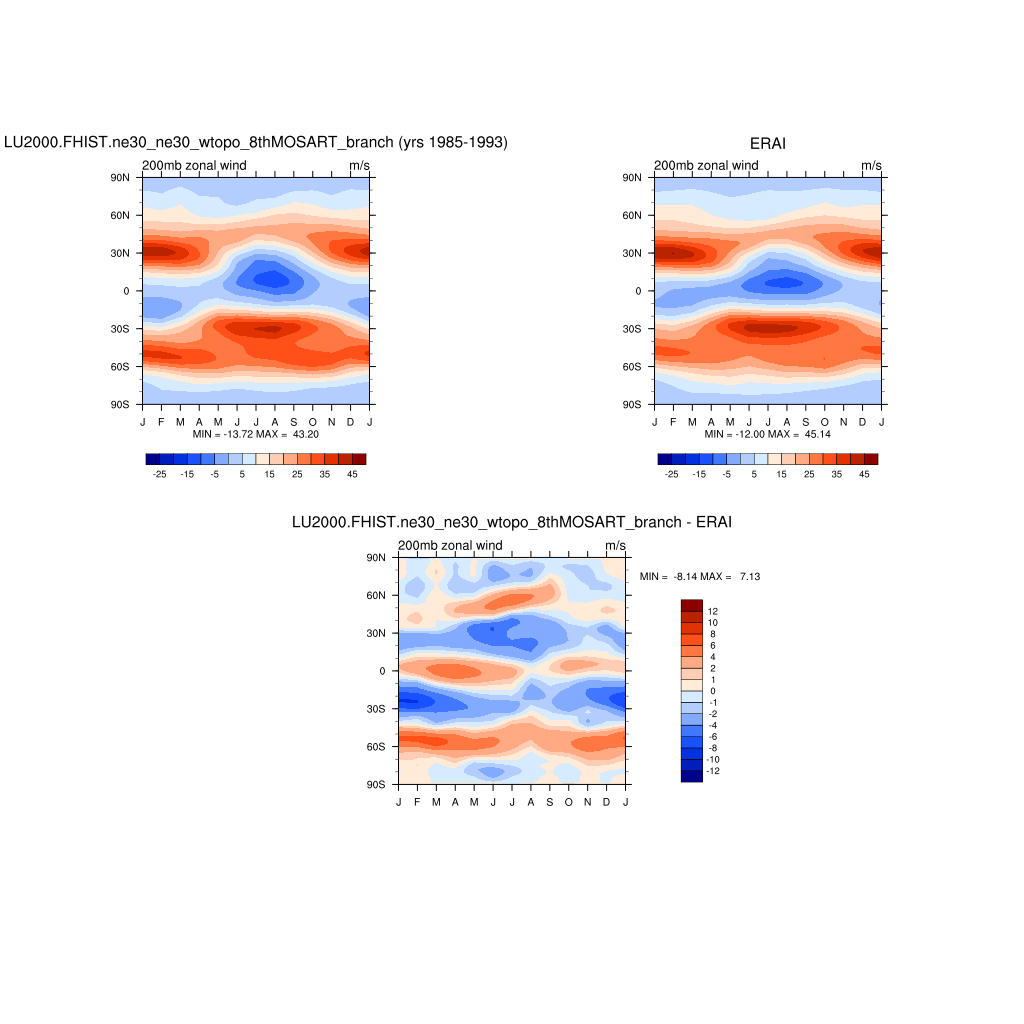 LU2000.FHIST.ne30_ne30_wtopo_8thMOSART_branch (yrs 1985-1993)
200mb zonal wind m/s
90N
60N
30N
0
30S
60S
90S
J F M A M J J A S O N D J
MIN = -13.72 MAX = 43.20
-25 -15 -5 5 15 25 35 45
ERAI
200mb zonal wind m/s
90N
60N
30N
0
30S
60S
90S
J F M A M J J A S O N D J
MIN = -12.00 MAX = 45.14
-25 -15 -5 5 15 25 35 45
LU2000.FHIST.ne30_ne30_wtopo_8thMOSART_branch - ERAI
200mb zonal wind m/s
90N
60N
30N
0
30S
60S
90S
J F M A M J J A S O N D J
MIN = -8.14 MAX = 7.13
12
10
8
6
4
2
1
0
-1
-2
-4
-6
-8
-10
-12